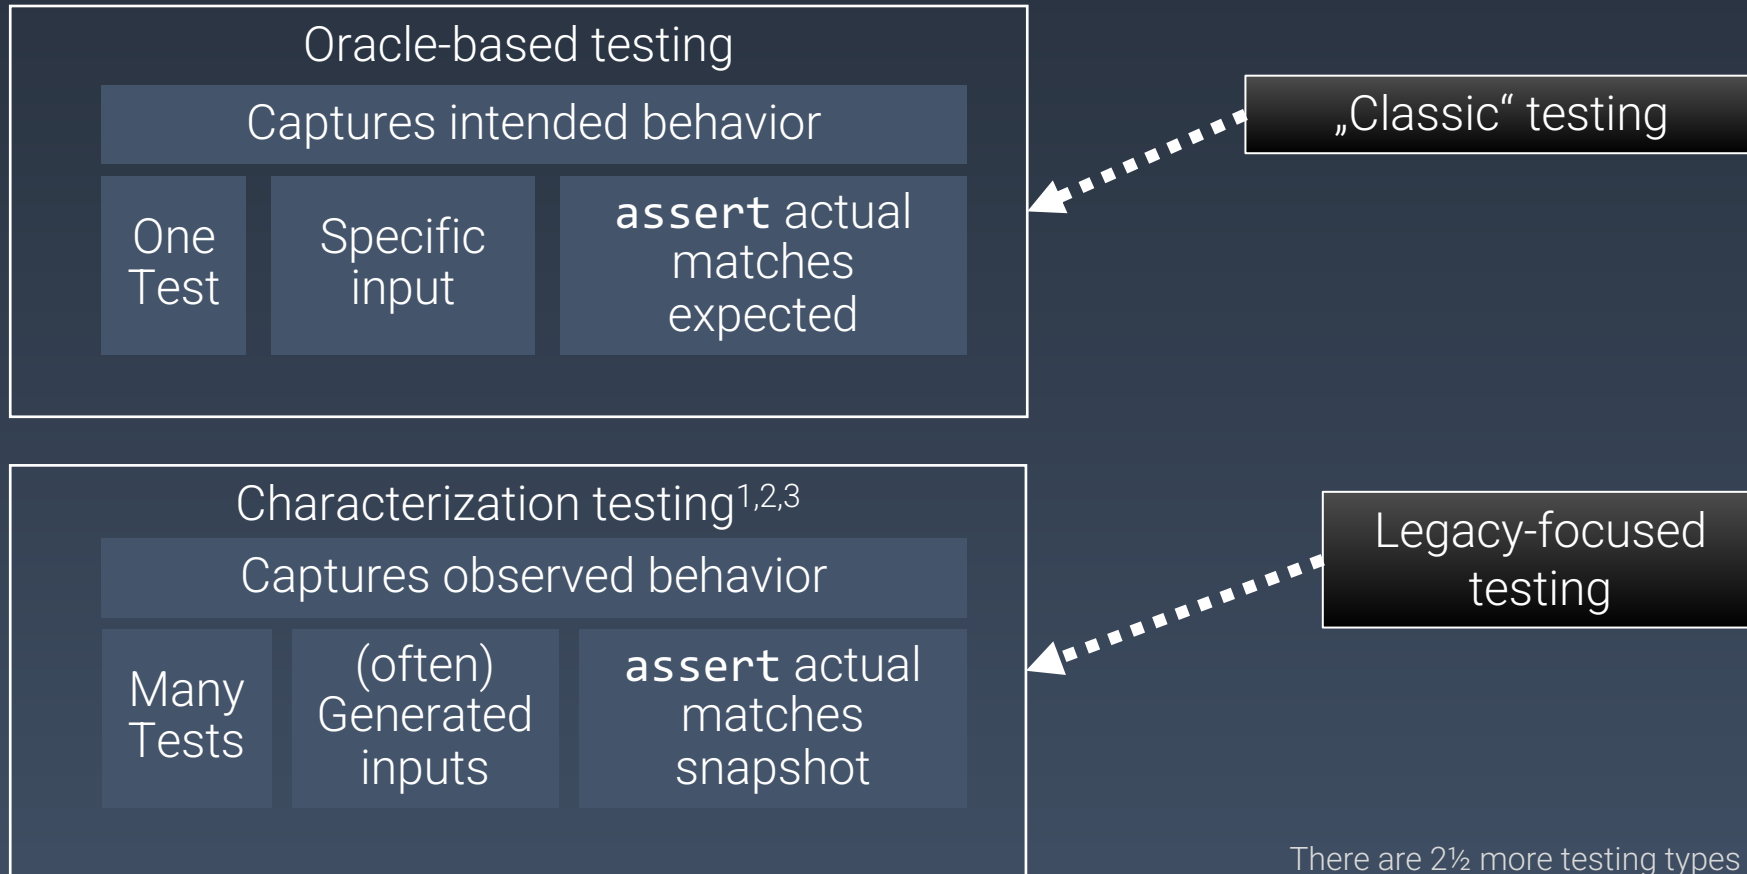 Oracle-based testing
Captures intended behavior
One
Test
Specific
input
assert actual
matches
expected
„Classic“ testing
Characterization testing1,2,3
Captures observed behavior
Many
Tests
(often)
Generated
inputs
assert actual
matches
snapshot
Legacy-focused
testing
There are 2½ more testing types